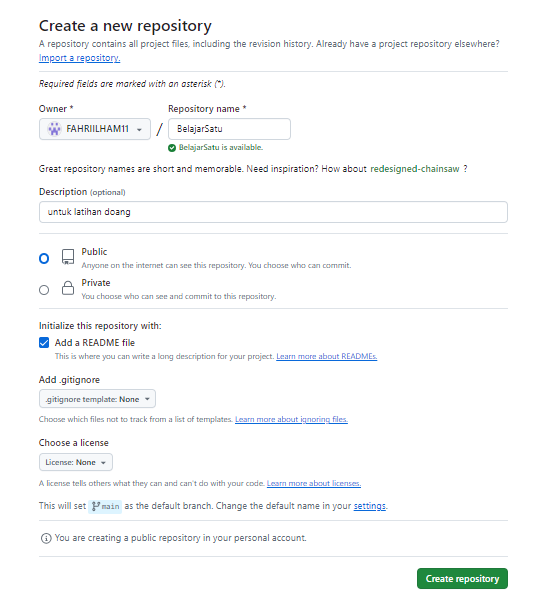 Create a new repository
A repository contains all project files, including the revision history. Already have a project repository elsewhere?
Import a repository.
Required fields are marked with an asterisk (*).
Owner * Repository name *
FAHRIILHAM11 / BelajarSatu
BelajarSatu is available.
Great repository names are short and memorable. Need inspiration? How about redesigned-chainsaw ?
Description (optional)
untuk latihan doang
Public
Anyone on the internet can see this repository. You choose who can commit.
Private
You choose who can see and commit to this repository.
Initialize this repository with:
Add a README file
This is where you can write a long description for your project. Learn more about READMEs.
Add .gitignore
.gitignore template: None
Choose which files not to track from a list of templates. Learn more about ignoring files.
Choose a license
License: None
A license tells others what they can and can't do with your code. Learn more about licenses.
This will set main as the default branch. Change the default name in your settings.
You are creating a public repository in your personal account.
Create repository